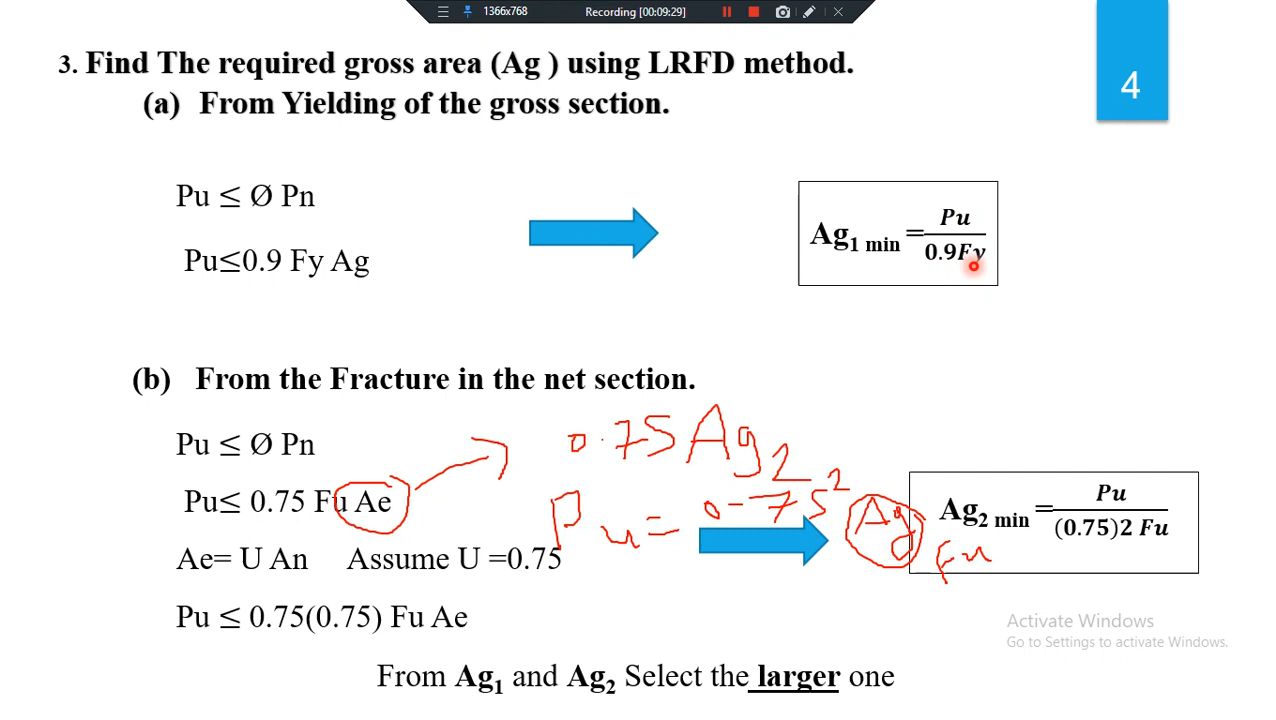 1366x768 Recording [00:09:29]
3. Find The required gross area (Ag ) using LRFD method.
4
(a) From Yielding of the gross section.
Pu ≤ Ø Pn
Pu≤0.9 Fy Ag
Ag1 min = Pu / 0.9Fy
(b) From the Fracture in the net section.
Pu ≤ Ø Pn
0.75 Ag2
Pu≤ 0.75 Fu Ae
Pu = 0.75² Ag Fu
Ag2 min = Pu / (0.75)2 Fu
Ae= U An Assume U =0.75
Pu ≤ 0.75(0.75) Fu Ae
Activate Windows
Go to Settings to activate Windows.
From Ag1 and Ag2 Select the larger one